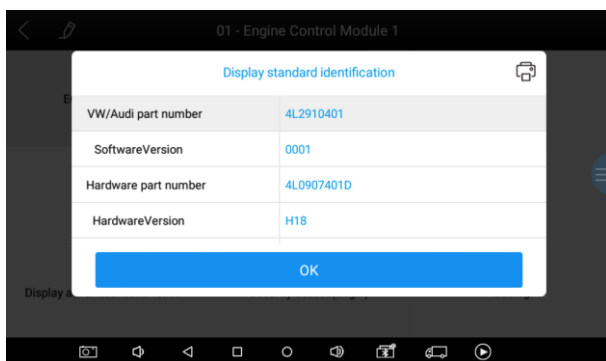 01 - Engine Control Module 1
Display standard identification
VW/Audi part number 4L2910401
SoftwareVersion 0001
Hardware part number 4L0907401D
HardwareVersion H18
OK
Display a